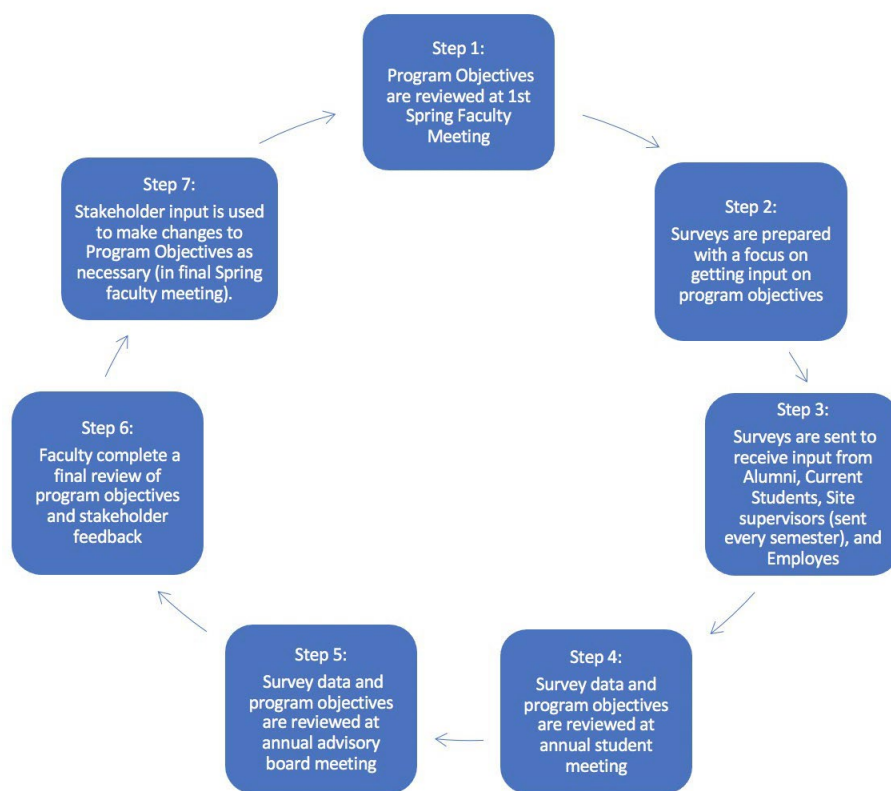 Step 1:
Program Objectives
are reviewed at 1st
Spring Faculty
Meeting
Step 2:
Surveys are prepared
with a focus on
getting input on
program objectives
Step 3:
Surveys are sent to
receive input from
Alumni, Current
Students, Site
supervisors (sent
every semester), and
Employes
Step 4:
Survey data and
program objectives
are reviewed at
annual student
meeting
Step 5:
Survey data and
program objectives
are reviewed at
annual advisory
board meeting
Step 6:
Faculty complete a
final review of
program objectives
and stakeholder
feedback
Step 7:
Stakeholder input is used
to make changes to
Program Objectives as
necessary (in final Spring
faculty meeting).